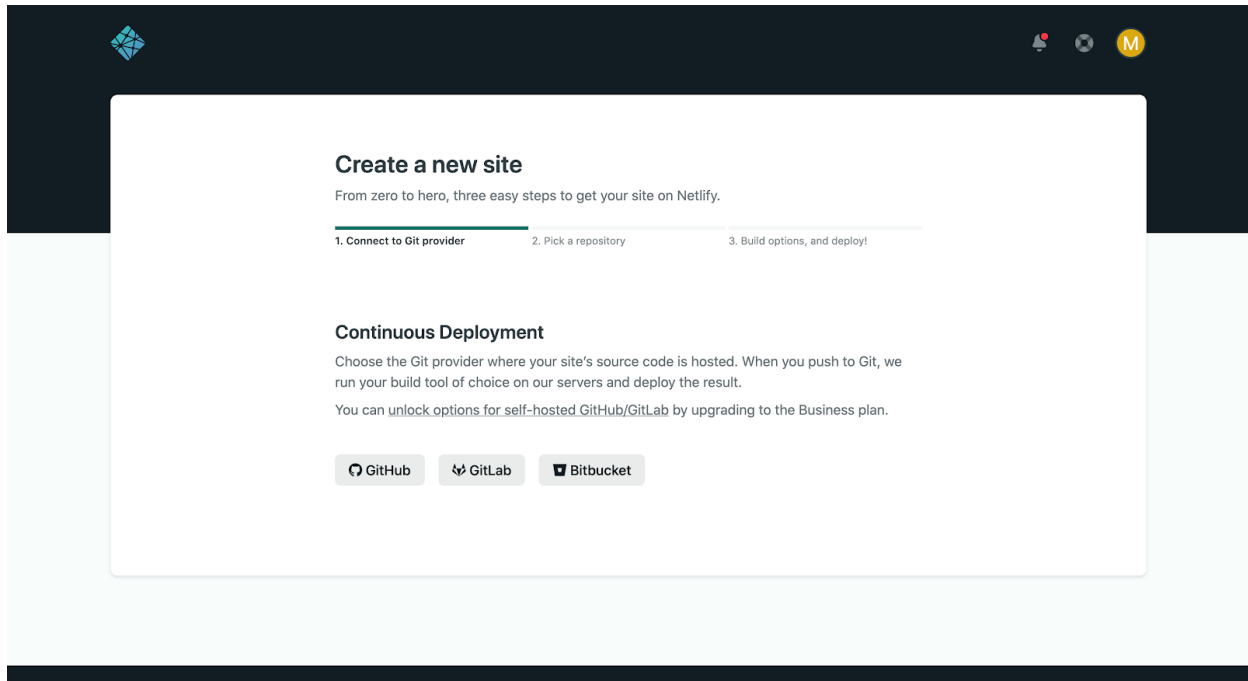 M
Create a new site
From zero to hero, three easy steps to get your site on Netlify.
1. Connect to Git provider
2. Pick a repository
3. Build options, and deploy!
Continuous Deployment
Choose the Git provider where your site’s source code is hosted. When you push to Git, we
run your build tool of choice on our servers and deploy the result.
You can unlock options for self-hosted GitHub/GitLab by upgrading to the Business plan.
GitHub
GitLab
Bitbucket